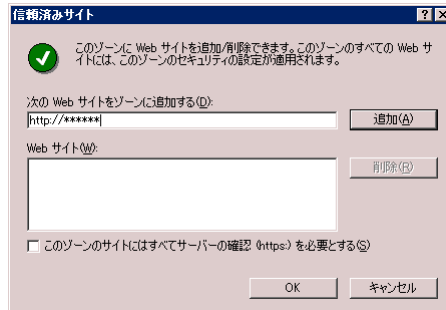 信頼済みサイト
このゾーンに Web サイトを追加/削除できます。このゾーンのすべての Web サ
イトには、このゾーンのセキュリティの設定が適用されます。
次の Web サイトをゾーンに追加する(D):
http://******
追加(A)
Web サイト(W):
削除(R)
このゾーンのサイトにはすべてサーバーの確認 (https:) を必要とする(S)
OK
キャンセル